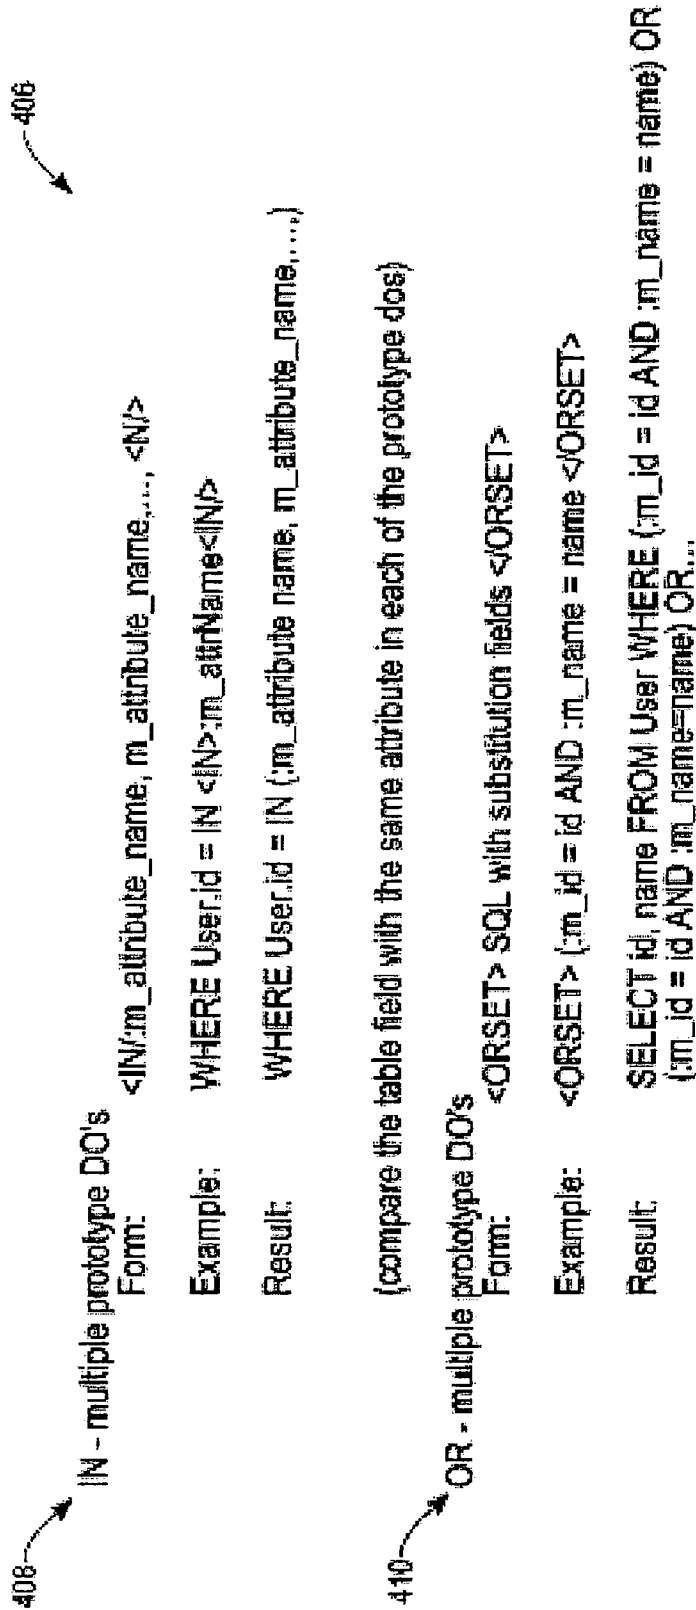 406
408
IN - multiple prototype DO's
Form: <IN/:m_attribute_name, m_attribute_name,..., <N/>
Example: WHERE User.id = IN <IN>:m_attrName<IN/>
Result: WHERE User.id = IN (:m_attribute name, m_attribute_name,...,)
(compare the table field with the same attribute in each of the prototype dos)
410
OR - multiple prototype DO's
Form: <ORSET> SQL with substitution fields </ORSET>
Example: <ORSET> (:m_id = id AND :m_name = name </ORSET>
Result: SELECT id, name FROM User WHERE (:m_id = id AND :m_name = name) OR
(:m_id = id AND :m_name=name) OR...